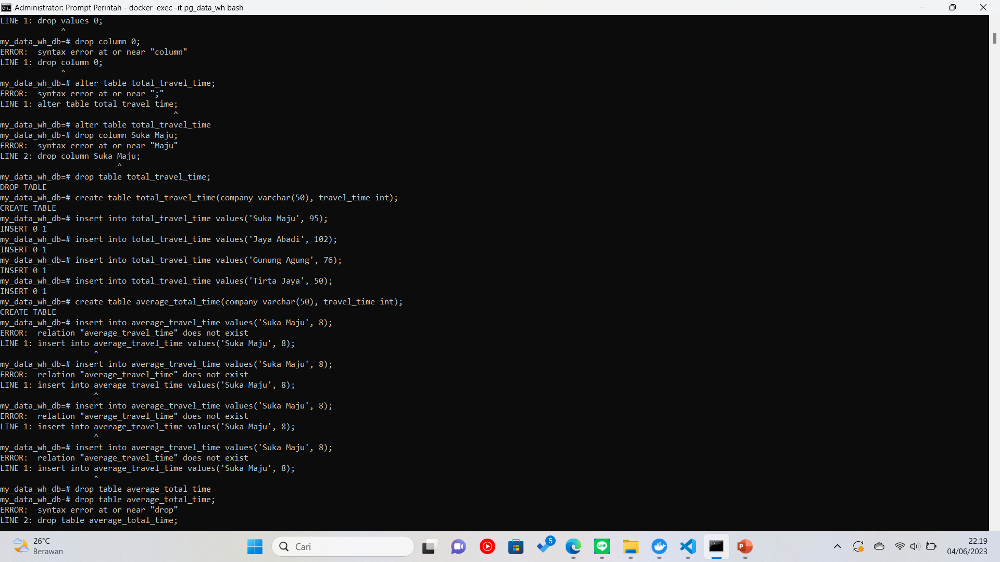 Administrator: Prompt Perintah - docker  exec -it pg_data_wh bash
LINE 1: drop values 0;
             ^
my_data_wh_db=# drop column 0;
ERROR:  syntax error at or near "column"
LINE 1: drop column 0;
             ^
my_data_wh_db=# alter table total_travel_time;
ERROR:  syntax error at or near ";"
LINE 1: alter table total_travel_time;
                                     ^
my_data_wh_db=# alter table total_travel_time
my_data_wh_db-# drop column Suka Maju;
ERROR:  syntax error at or near "Maju"
LINE 2: drop column Suka Maju;
                         ^
my_data_wh_db=# drop table total_travel_time;
DROP TABLE
my_data_wh_db=# create table total_travel_time(company varchar(50), travel_time int);
CREATE TABLE
my_data_wh_db=# insert into total_travel_time values('Suka Maju', 95);
INSERT 0 1
my_data_wh_db=# insert into total_travel_time values('Jaya Abadi', 102);
INSERT 0 1
my_data_wh_db=# insert into total_travel_time values('Gunung Agung', 76);
INSERT 0 1
my_data_wh_db=# insert into total_travel_time values('Tirta Jaya', 50);
INSERT 0 1
my_data_wh_db=# create table average_total_time(company varchar(50), travel_time int);
CREATE TABLE
my_data_wh_db=# insert into average_travel_time values('Suka Maju', 8);
ERROR:  relation "average_travel_time" does not exist
LINE 1: insert into average_travel_time values('Suka Maju', 8);
                    ^
my_data_wh_db=# insert into average_travel_time values('Suka Maju', 8);
ERROR:  relation "average_travel_time" does not exist
LINE 1: insert into average_travel_time values('Suka Maju', 8);
                    ^
my_data_wh_db=# insert into average_travel_time values('Suka Maju', 8);
ERROR:  relation "average_travel_time" does not exist
LINE 1: insert into average_travel_time values('Suka Maju', 8);
                    ^
my_data_wh_db=# insert into average_travel_time values('Suka Maju', 8);
ERROR:  relation "average_travel_time" does not exist
LINE 1: insert into average_travel_time values('Suka Maju', 8);
                    ^
my_data_wh_db=# drop table average_total_time
my_data_wh_db-# drop table average_total_time;
ERROR:  syntax error at or near "drop"
LINE 2: drop table average_total_time;
26°C
Berawan
Cari
5
LINE
P
22.19
04/06/2023